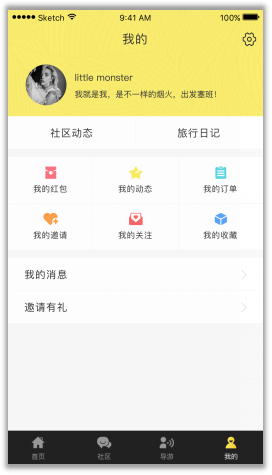 Sketch 9:41 AM 100%
我的
little monster
我就是我，是不一样的烟火，出发塞班！
社区动态 旅行日记
我的红包 我的动态 我的订单
我的邀请 我的关注 我的收藏
我的消息
邀请有礼
首页 社区 导游 我的